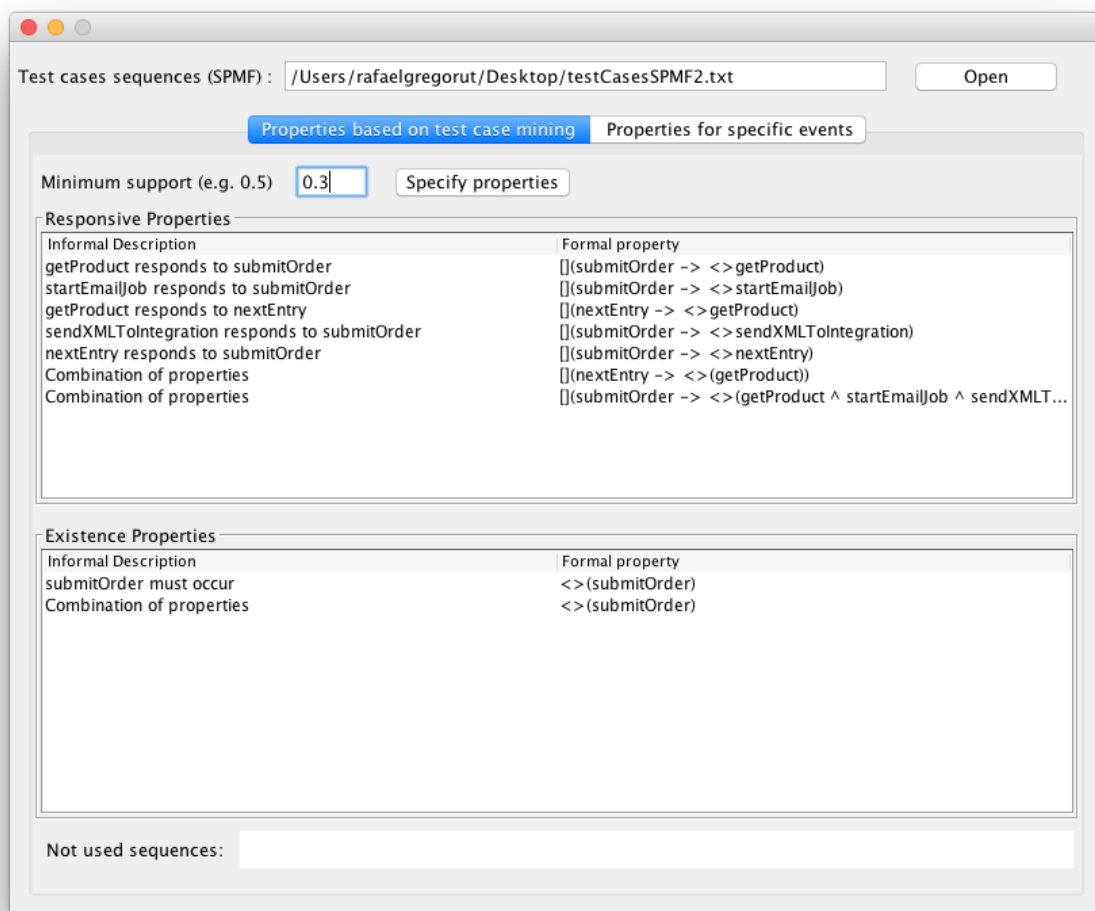 Test cases sequences (SPMF) : /Users/rafaelgregorut/Desktop/testCasesSPMF2.txt Open
Properties based on test case mining Properties for specific events
Minimum support (e.g. 0.5) 0.3 Specify properties
Responsive Properties
Informal Description Formal property
getProduct responds to submitOrder [](submitOrder -> <>getProduct)
startEmailJob responds to submitOrder [](submitOrder -> <>startEmailJob)
getProduct responds to nextEntry [](nextEntry -> <>getProduct)
sendXMLToIntegration responds to submitOrder [](submitOrder -> <>sendXMLToIntegration)
nextEntry responds to submitOrder [](submitOrder -> <>nextEntry)
Combination of properties [](nextEntry -> <>(getProduct))
Combination of properties [](submitOrder -> <>(getProduct ^ startEmailJob ^ sendXMLT...
Existence Properties
Informal Description Formal property
submitOrder must occur <>(submitOrder)
Combination of properties <>(submitOrder)
Not used sequences: